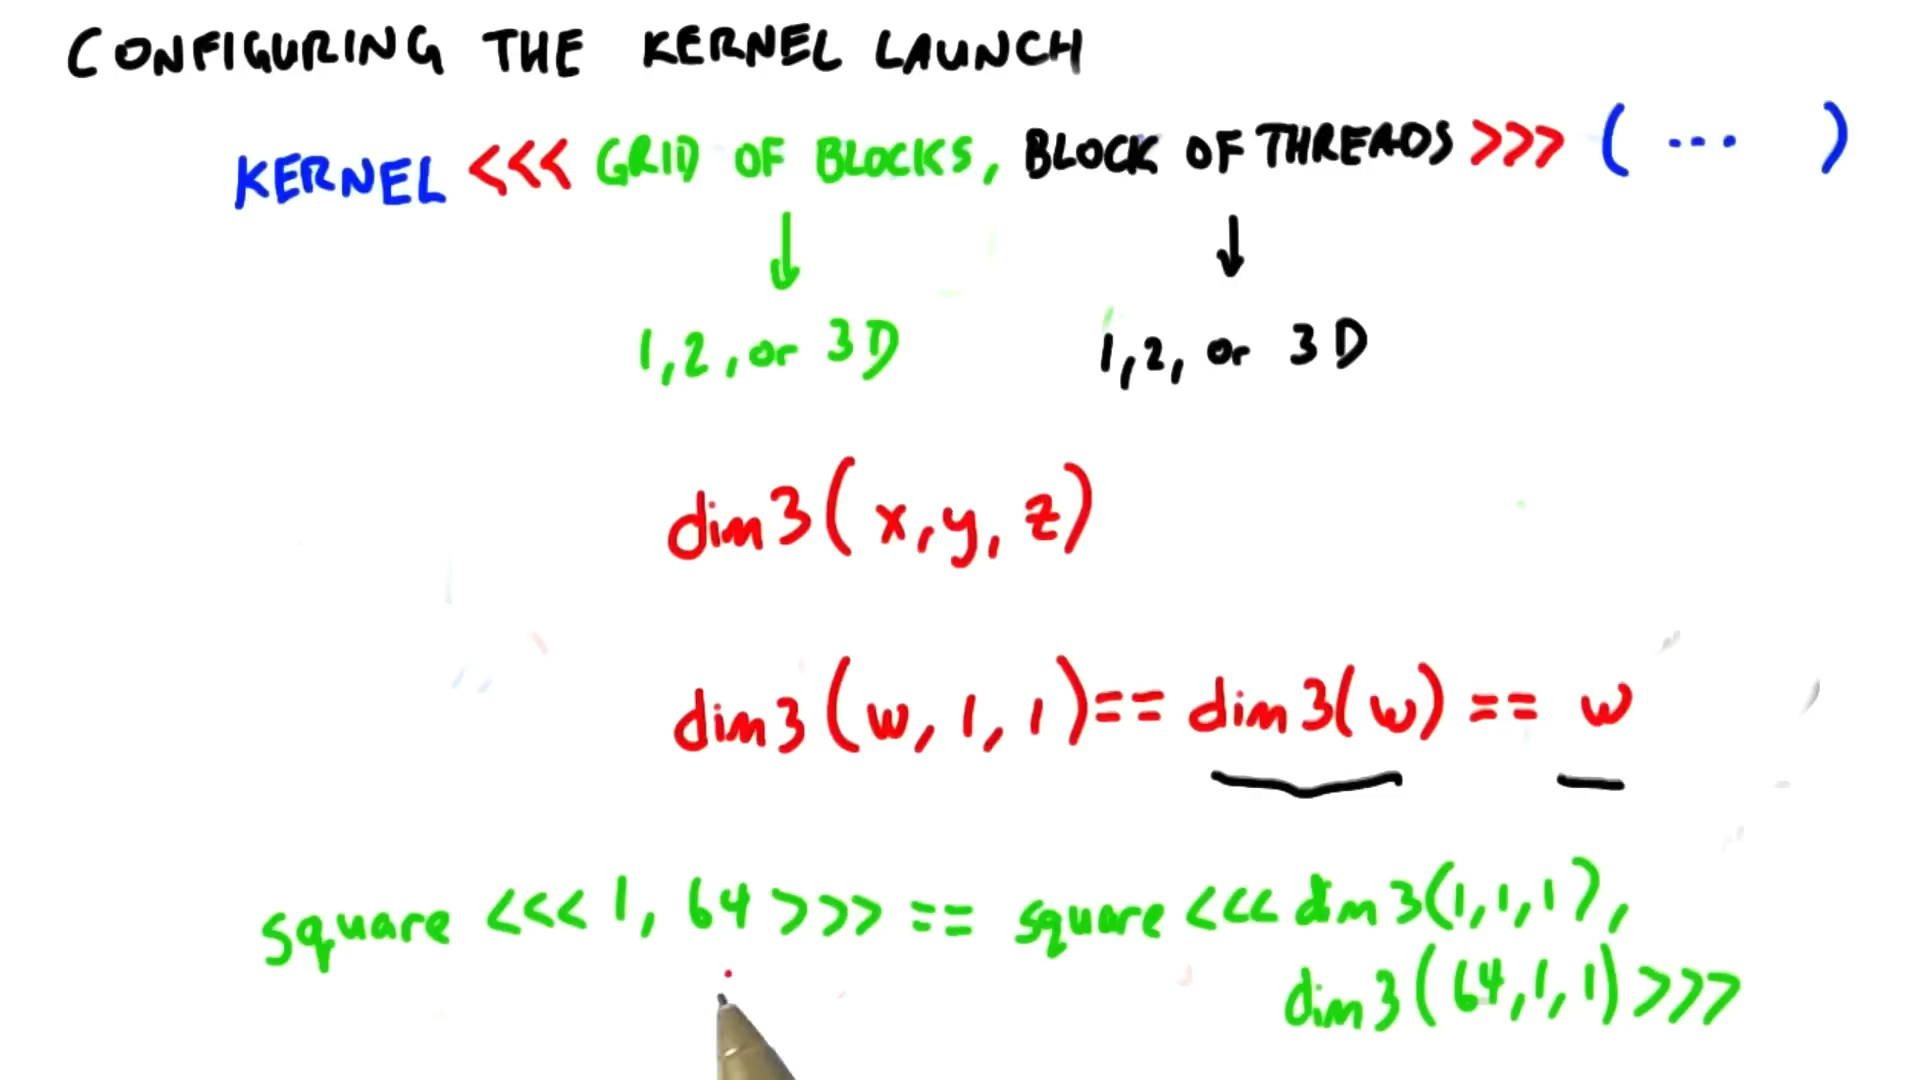 CONFIGURING THE KERNEL LAUNCH
KERNEL <<< GRID OF BLOCKS, BLOCK OF THREADS >>> ( ... )
1,2, or 3D 1,2, or 3D
dim3(x,y,z)
dim3(w,1,1)== dim3(w) == w
square <<<1, 64>>> == square <<< dim3(1,1,1),
dim3(64,1,1)>>>